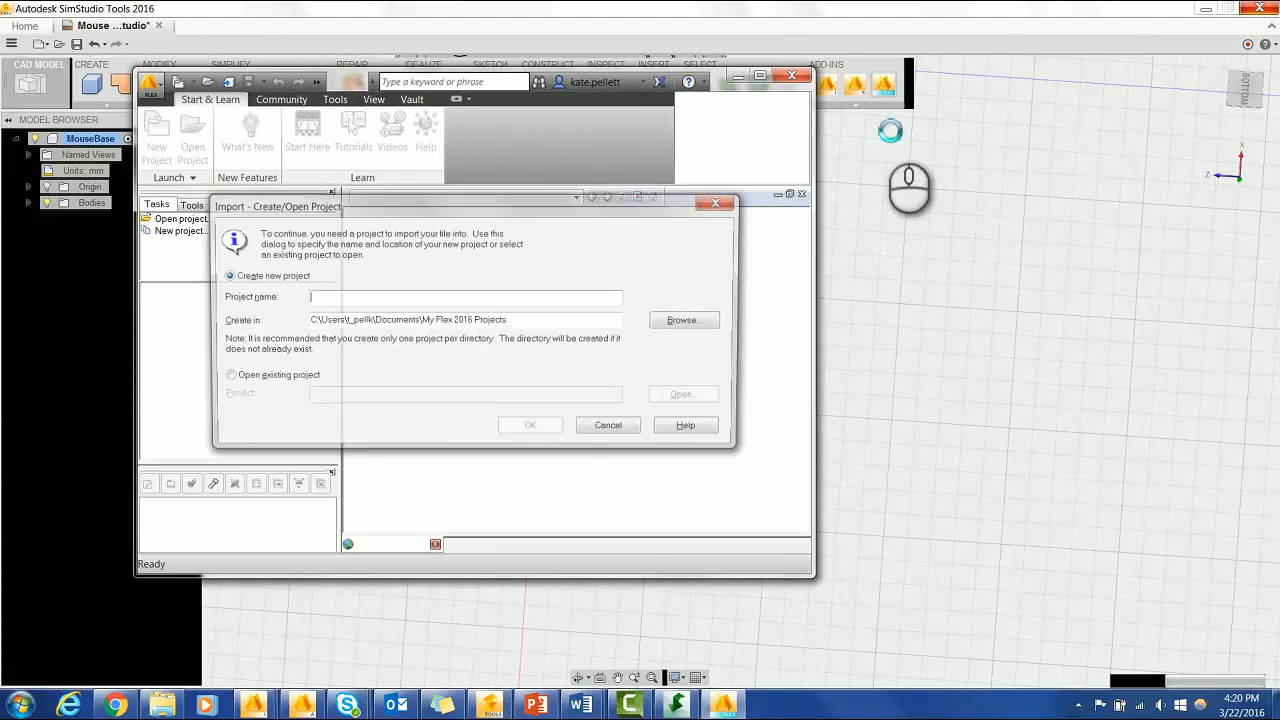 Autodesk SimStudio Tools 2016
Home
Mouse ...tudio*
CAD MODEL
CREATE
MODIFY
SIMPLIFY
REPAIR
IDEALIZE
SKETCH
CONSTRUCT
INSPECT
INSERT
SELECT
ADD-INS
BOTTOM
X
Z
MODEL BROWSER
MouseBase
Named Views
Units: mm
Origin
Bodies
FLEX
Type a keyword or phrase
kate.pellett
Start & Learn
Community
Tools
View
Vault
New Project
Open Project
What's New
Start Here
Tutorials
Videos
Help
Launch
New Features
Learn
Tasks
Tools
Open project...
New project...
Import - Create/Open Project
To continue, you need a project to import your file into. Use this
dialog to specify the name and location of your new project or select
an existing project to open.
Create new project
Project name:
Create in:
C:\Users\t_pellk\Documents\My Flex 2016 Projects
Browse...
Note: It is recommended that you create only one project per directory. The directory will be created if it
does not already exist.
Open existing project
Project:
Open...
OK
Cancel
Help
Ready
TOOLS
FLEX
4:20 PM
3/22/2016